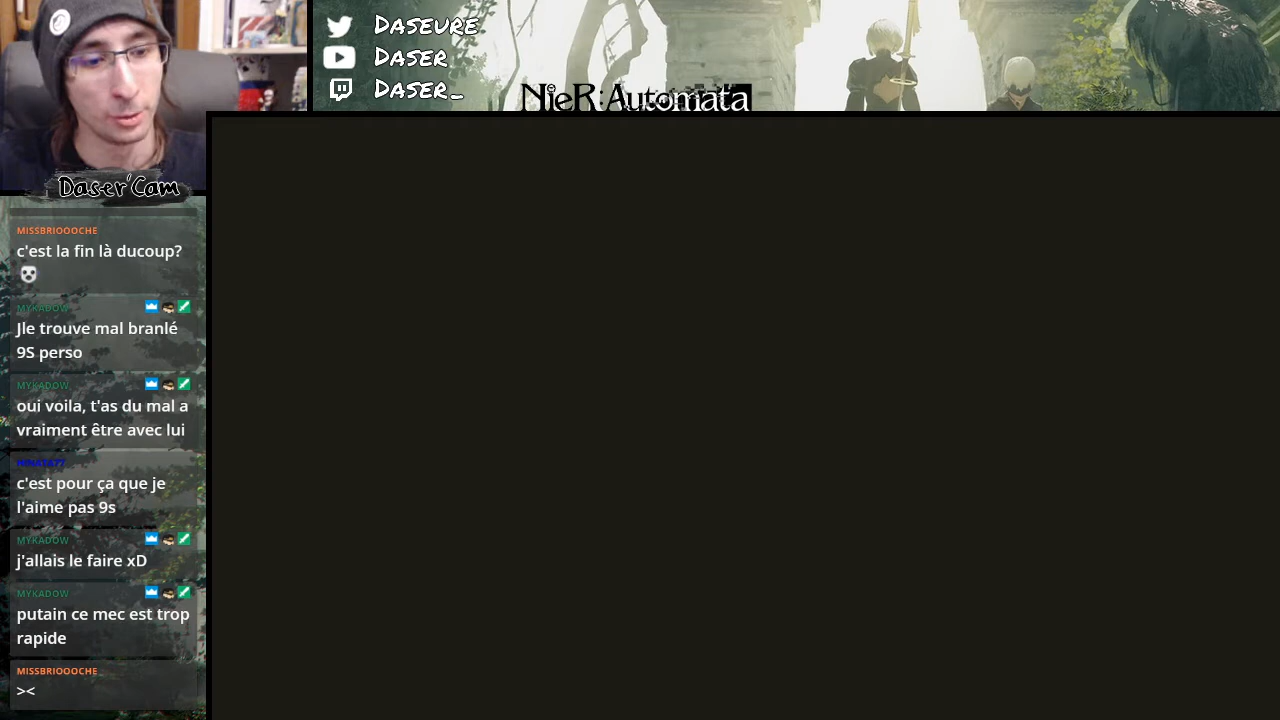 Daseure
Daser
Daser_
NieR:Automata
Daser'Cam
MISSBRIOOOCHE
c'est la fin là ducoup?
MYKADOW
Jle trouve mal branlé
9S perso
MYKADOW
oui voila, t'as du mal a
vraiment être avec lui
c'est pour ça que je
l'aime pas 9s
MYKADOW
j'allais le faire xD
MYKADOW
putain ce mec est trop
rapide
MISSBRIOOOCHE
><